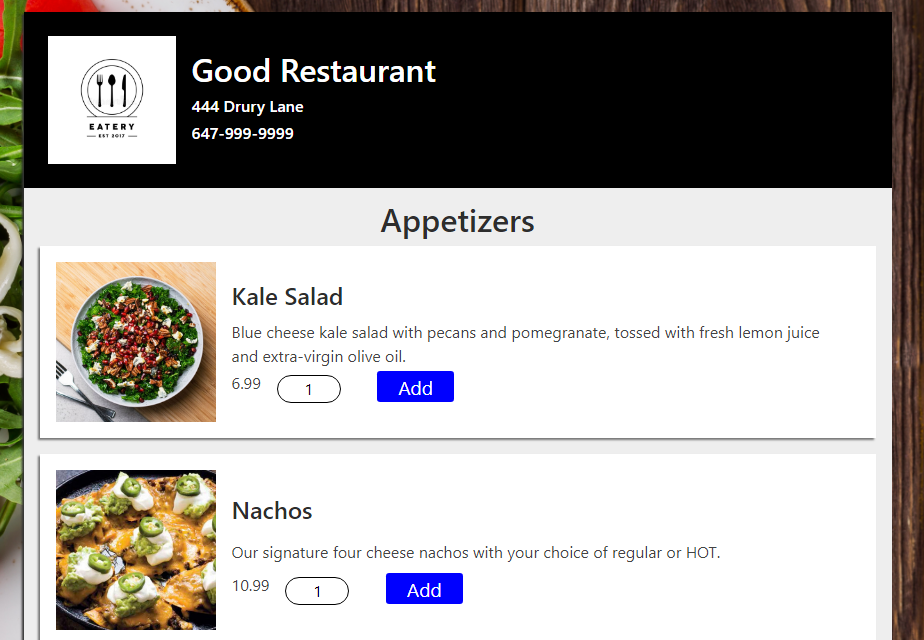 EATERY
EST 2017
Good Restaurant
444 Drury Lane
647-999-9999
Appetizers
Kale Salad
Blue cheese kale salad with pecans and pomegranate, tossed with fresh lemon juice
and extra-virgin olive oil.
6.99 1 Add
Nachos
Our signature four cheese nachos with your choice of regular or HOT.
10.99 1 Add